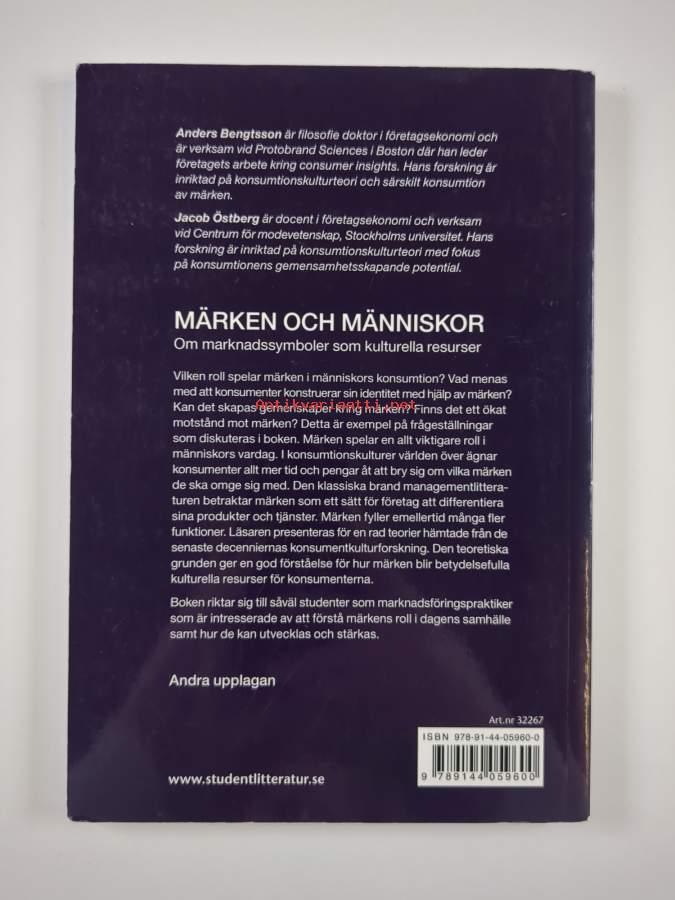 Anders Bengtsson är filosofie doktor i företagsekonomi och
är verksam vid Protobrand Sciences i Boston där han leder
företagets arbete kring consumer insights. Hans forskning är
inriktad på konsumtionskulturteori och särskilt konsumtion
av märken.
Jacob Östberg är docent i företagsekonomi och verksam
vid Centrum för modevetenskap, Stockholms universitet. Hans
forskning är inriktad på konsumtionskulturteori med fokus
på konsumtionens gemensamhetsskapande potential.
MÄRKEN OCH MÄNNISKOR
Om marknadssymboler som kulturella resurser
Vilken roll spelar märken i människors konsumtion? Vad menas
med att konsumenter konstruerar sin identitet med hjälp av märken?
Antikvariaatti.net
Kan det skapas gemenskaper kring märken? Finns det ett ökat
motstånd mot märken? Detta är exempel på frågeställningar
som diskuteras i boken. Märken spelar en allt viktigare roll i
människors vardag. I konsumtionskulturer världen över ägnar
konsumenter allt mer tid och pengar åt att bry sig om vilka märken
de ska omge sig med. Den klassiska brand managementlittera-
turen betraktar märken som ett sätt för företag att differentiera
sina produkter och tjänster. Märken fyller emellertid många fler
funktioner. Läsaren presenteras för en rad teorier hämtade från de
senaste decenniernas konsumentkulturforskning. Den teoretiska
grunden ger en god förståelse för hur märken blir betydelsefulla
kulturella resurser för konsumenterna.
Boken riktar sig till såväl studenter som marknadsföringspraktiker
som är intresserade av att förstå märkens roll i dagens samhälle
samt hur de kan utvecklas och stärkas.
Andra upplagan
Art.nr 32267
ISBN 978-91-44-05960-0
9 789144 059600
www.studentlitteratur.se